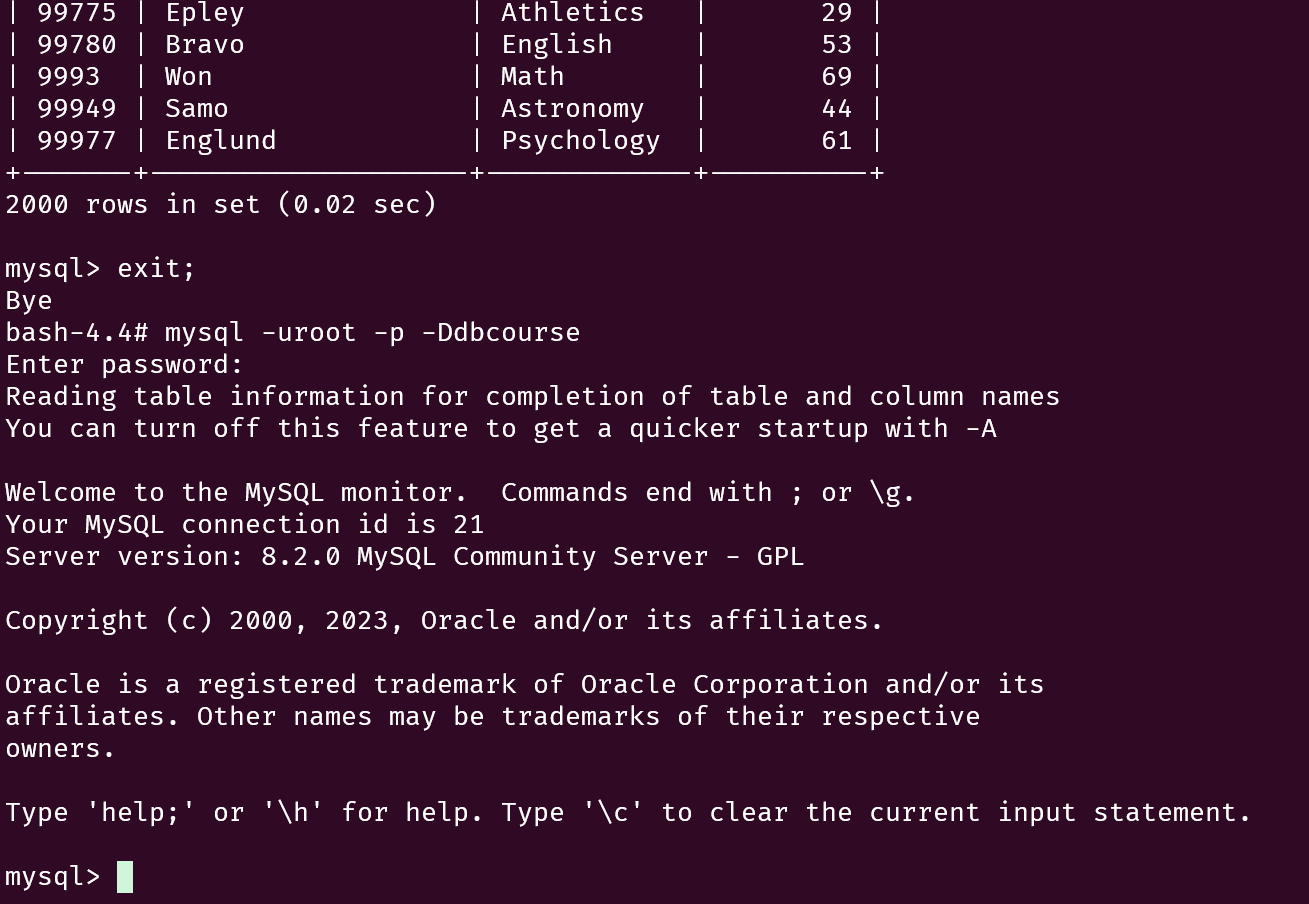 | 99775 | Epley              | Athletics   |       29 |
| 99780 | Bravo              | English     |       53 |
| 9993  | Won                | Math        |       69 |
| 99949 | Samo               | Astronomy   |       44 |
| 99977 | Englund            | Psychology  |       61 |
+-------+--------------------+-------------+----------+
2000 rows in set (0.02 sec)

mysql> exit;
Bye
bash-4.4# mysql -uroot -p -Ddbcourse
Enter password:
Reading table information for completion of table and column names
You can turn off this feature to get a quicker startup with -A

Welcome to the MySQL monitor.  Commands end with ; or \g.
Your MySQL connection id is 21
Server version: 8.2.0 MySQL Community Server - GPL

Copyright (c) 2000, 2023, Oracle and/or its affiliates.

Oracle is a registered trademark of Oracle Corporation and/or its
affiliates. Other names may be trademarks of their respective
owners.

Type 'help;' or '\h' for help. Type '\c' to clear the current input statement.

mysql>